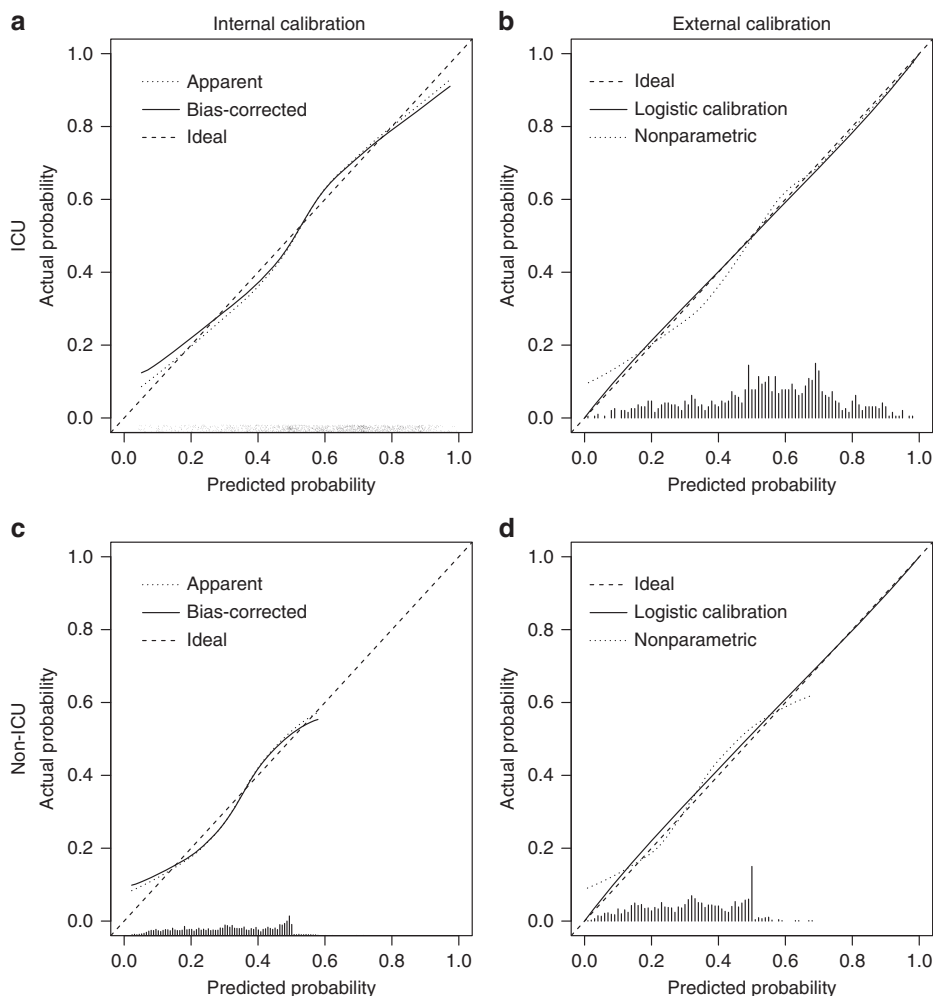 a
Internal calibration
ICU
Actual probability
1.0
0.8
0.6
0.4
0.2
0.0
Apparent
Bias-corrected
Ideal
0.0 0.2 0.4 0.6 0.8 1.0
Predicted probability
b
External calibration
Actual probability
1.0
0.8
0.6
0.4
0.2
0.0
Ideal
Logistic calibration
Nonparametric
0.0 0.2 0.4 0.6 0.8 1.0
Predicted probability
c
Non-ICU
Actual probability
1.0
0.8
0.6
0.4
0.2
0.0
Apparent
Bias-corrected
Ideal
0.0 0.2 0.4 0.6 0.8 1.0
Predicted probability
d
Actual probability
1.0
0.8
0.6
0.4
0.2
0.0
Ideal
Logistic calibration
Nonparametric
0.0 0.2 0.4 0.6 0.8 1.0
Predicted probability